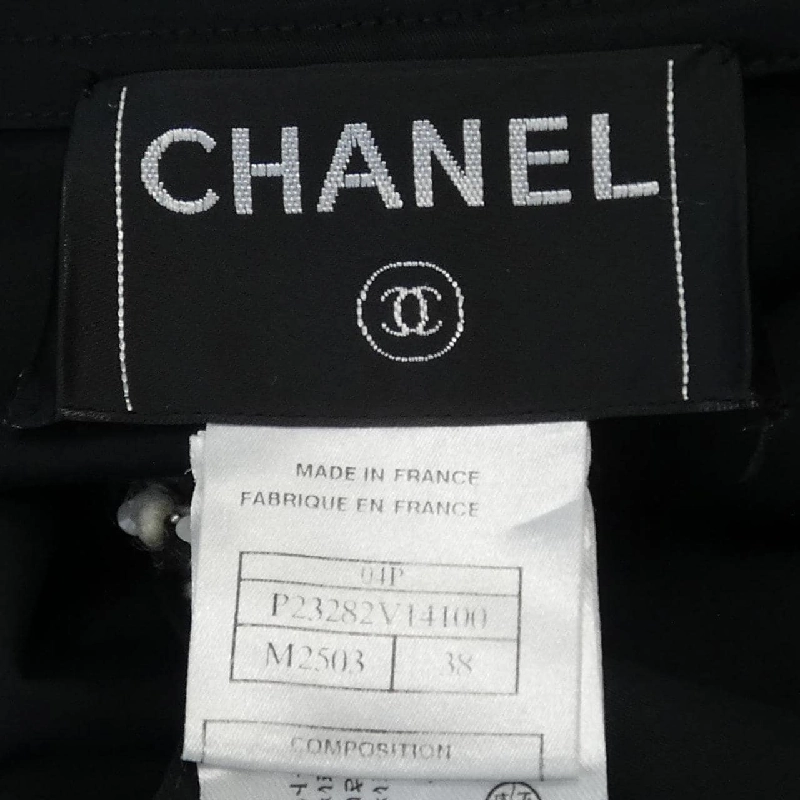 CHANEL
MADE IN FRANCE
FABRIQUE EN FRANCE
04P
P23282V14100
M2503 38
COMPOSITION